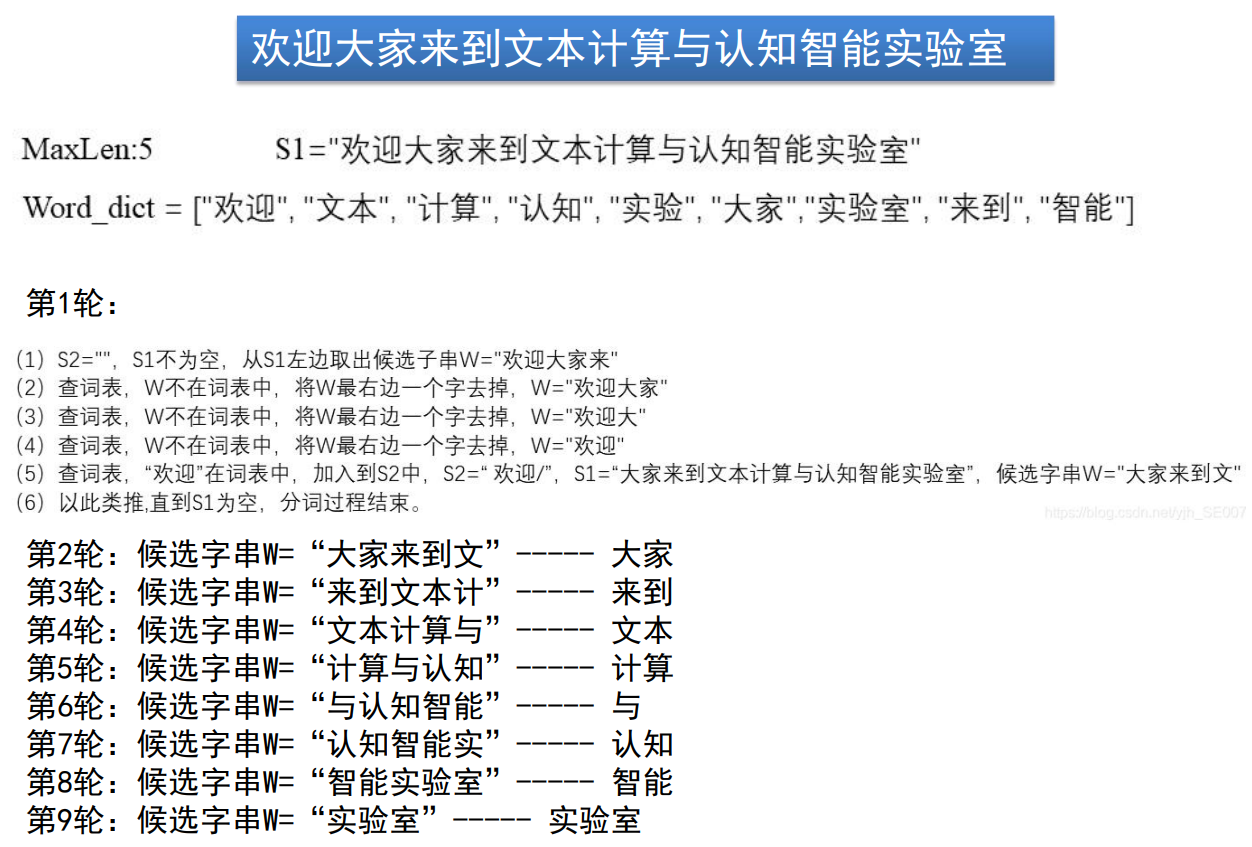 欢迎大家来到文本计算与认知智能实验室
MaxLen:5 S1="欢迎大家来到文本计算与认知智能实验室"
Word_dict = ["欢迎", "文本", "计算", "认知", "实验", "大家","实验室", "来到", "智能"]
第1轮：
（1）S2=""，S1不为空，从S1左边取出候选子串W="欢迎大家来"
（2）查词表，W不在词表中，将W最右边一个字去掉，W="欢迎大家"
（3）查词表，W不在词表中，将W最右边一个字去掉，W="欢迎大"
（4）查词表，W不在词表中，将W最右边一个字去掉，W="欢迎"
（5）查词表，“欢迎”在词表中，加入到S2中，S2=“ 欢迎/”，S1=“大家来到文本计算与认知智能实验室”，候选字串W="大家来到文"
（6）以此类推,直到S1为空，分词过程结束。
https://blog.csdn.net/yjh_SE007
第2轮：候选字串W=“大家来到文”----- 大家
第3轮：候选字串W=“来到文本计”----- 来到
第4轮：候选字串W=“文本计算与”----- 文本
第5轮：候选字串W=“计算与认知”----- 计算
第6轮：候选字串W=“与认知智能”----- 与
第7轮：候选字串W=“认知智能实”----- 认知
第8轮：候选字串W=“智能实验室”----- 智能
第9轮：候选字串W=“实验室”----- 实验室